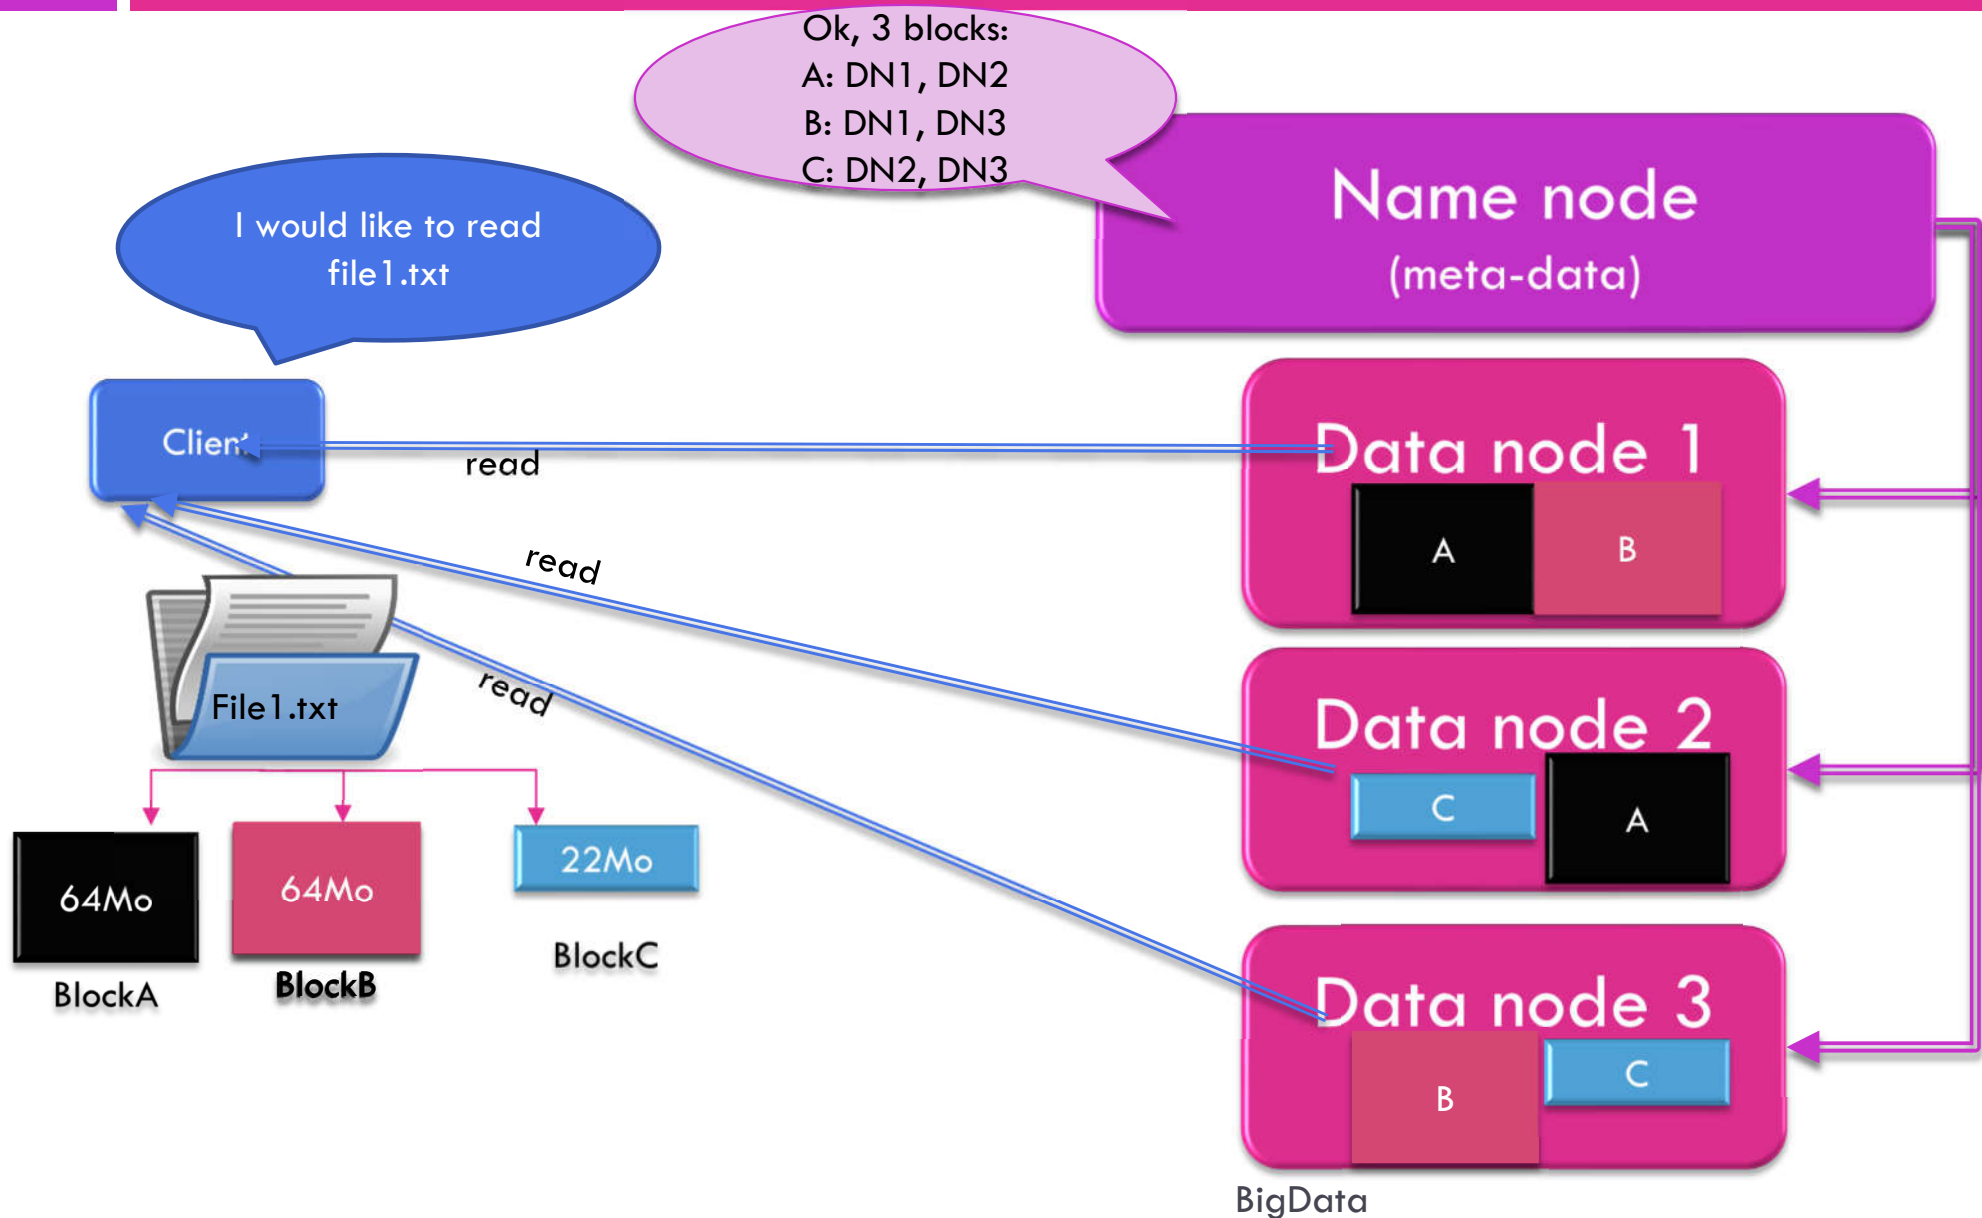 Ok, 3 blocks:
A: DN1, DN2
B: DN1, DN3
C: DN2, DN3
Name node
(meta-data)
I would like to read
file1.txt
Client
read
read
read
Data node 1
A
B
Data node 2
C
A
Data node 3
B
C
File1.txt
64Mo
64Mo
22Mo
BlockA
BlockB
BlockC
BigData